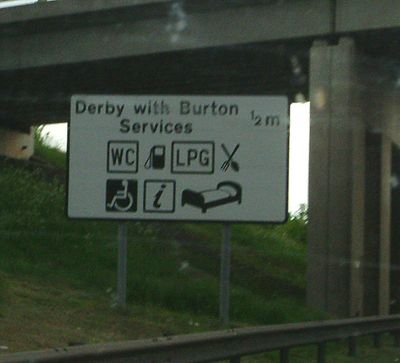 Derby with Burton
Services
½ m
WC LPG
i